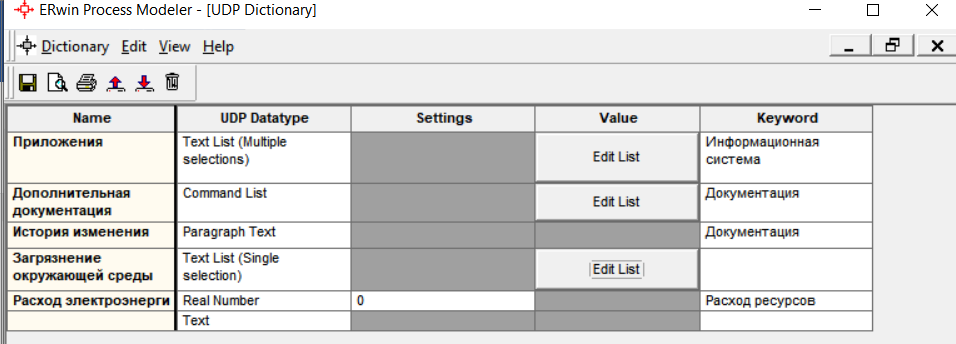 ERwin Process Modeler - [UDP Dictionary]
Dictionary Edit View Help
Name UDP Datatype Settings Value Keyword
Приложения Text List (Multiple selections) Edit List Информационная система
Дополнительная документация Command List Edit List Документация
История изменения Paragraph Text Документация
Загрязнение окружающей среды Text List (Single selection) Edit List
Расход электроэнерги Real Number 0 Расход ресурсов
Text